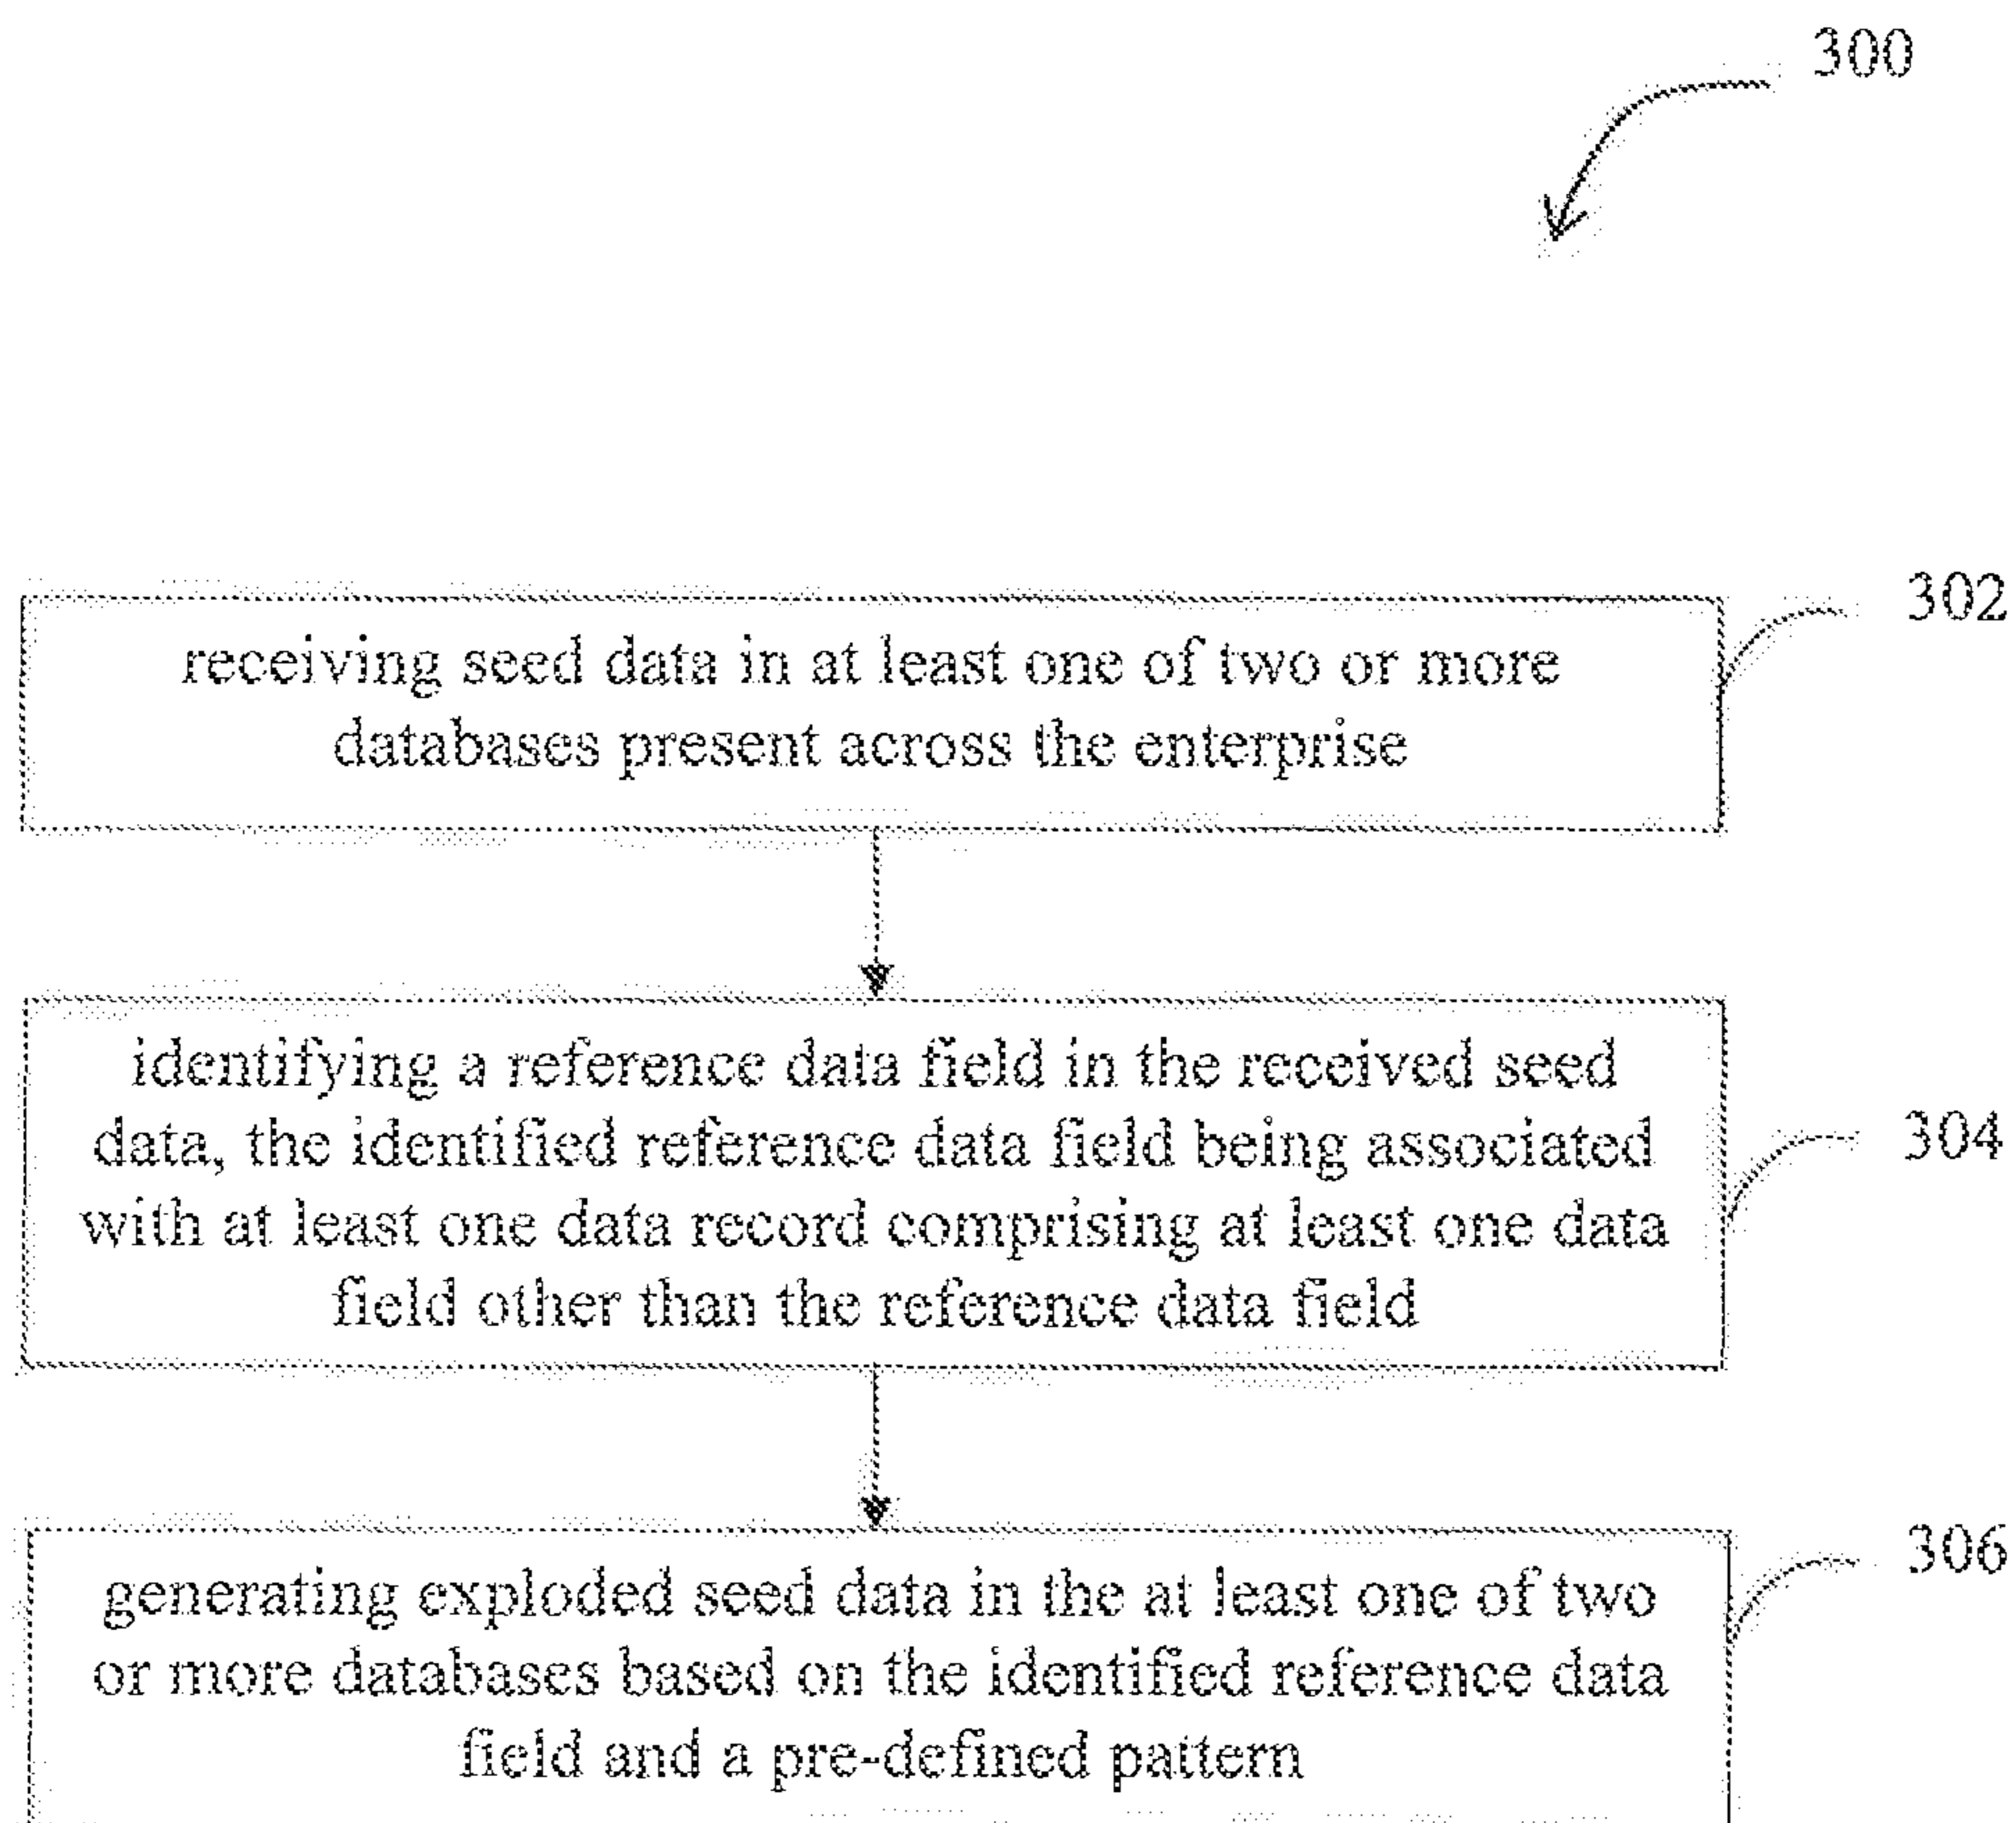 300
302
receiving seed data in at least one of two or more
databases present across the enterprise
identifying a reference data field in the received seed
data, the identified reference data field being associated
with at least one data record comprising at least one data
field other than the reference data field
304
generating exploded seed data in the at least one of two
or more databases based on the identified reference data
field and a pre-defined pattern
306